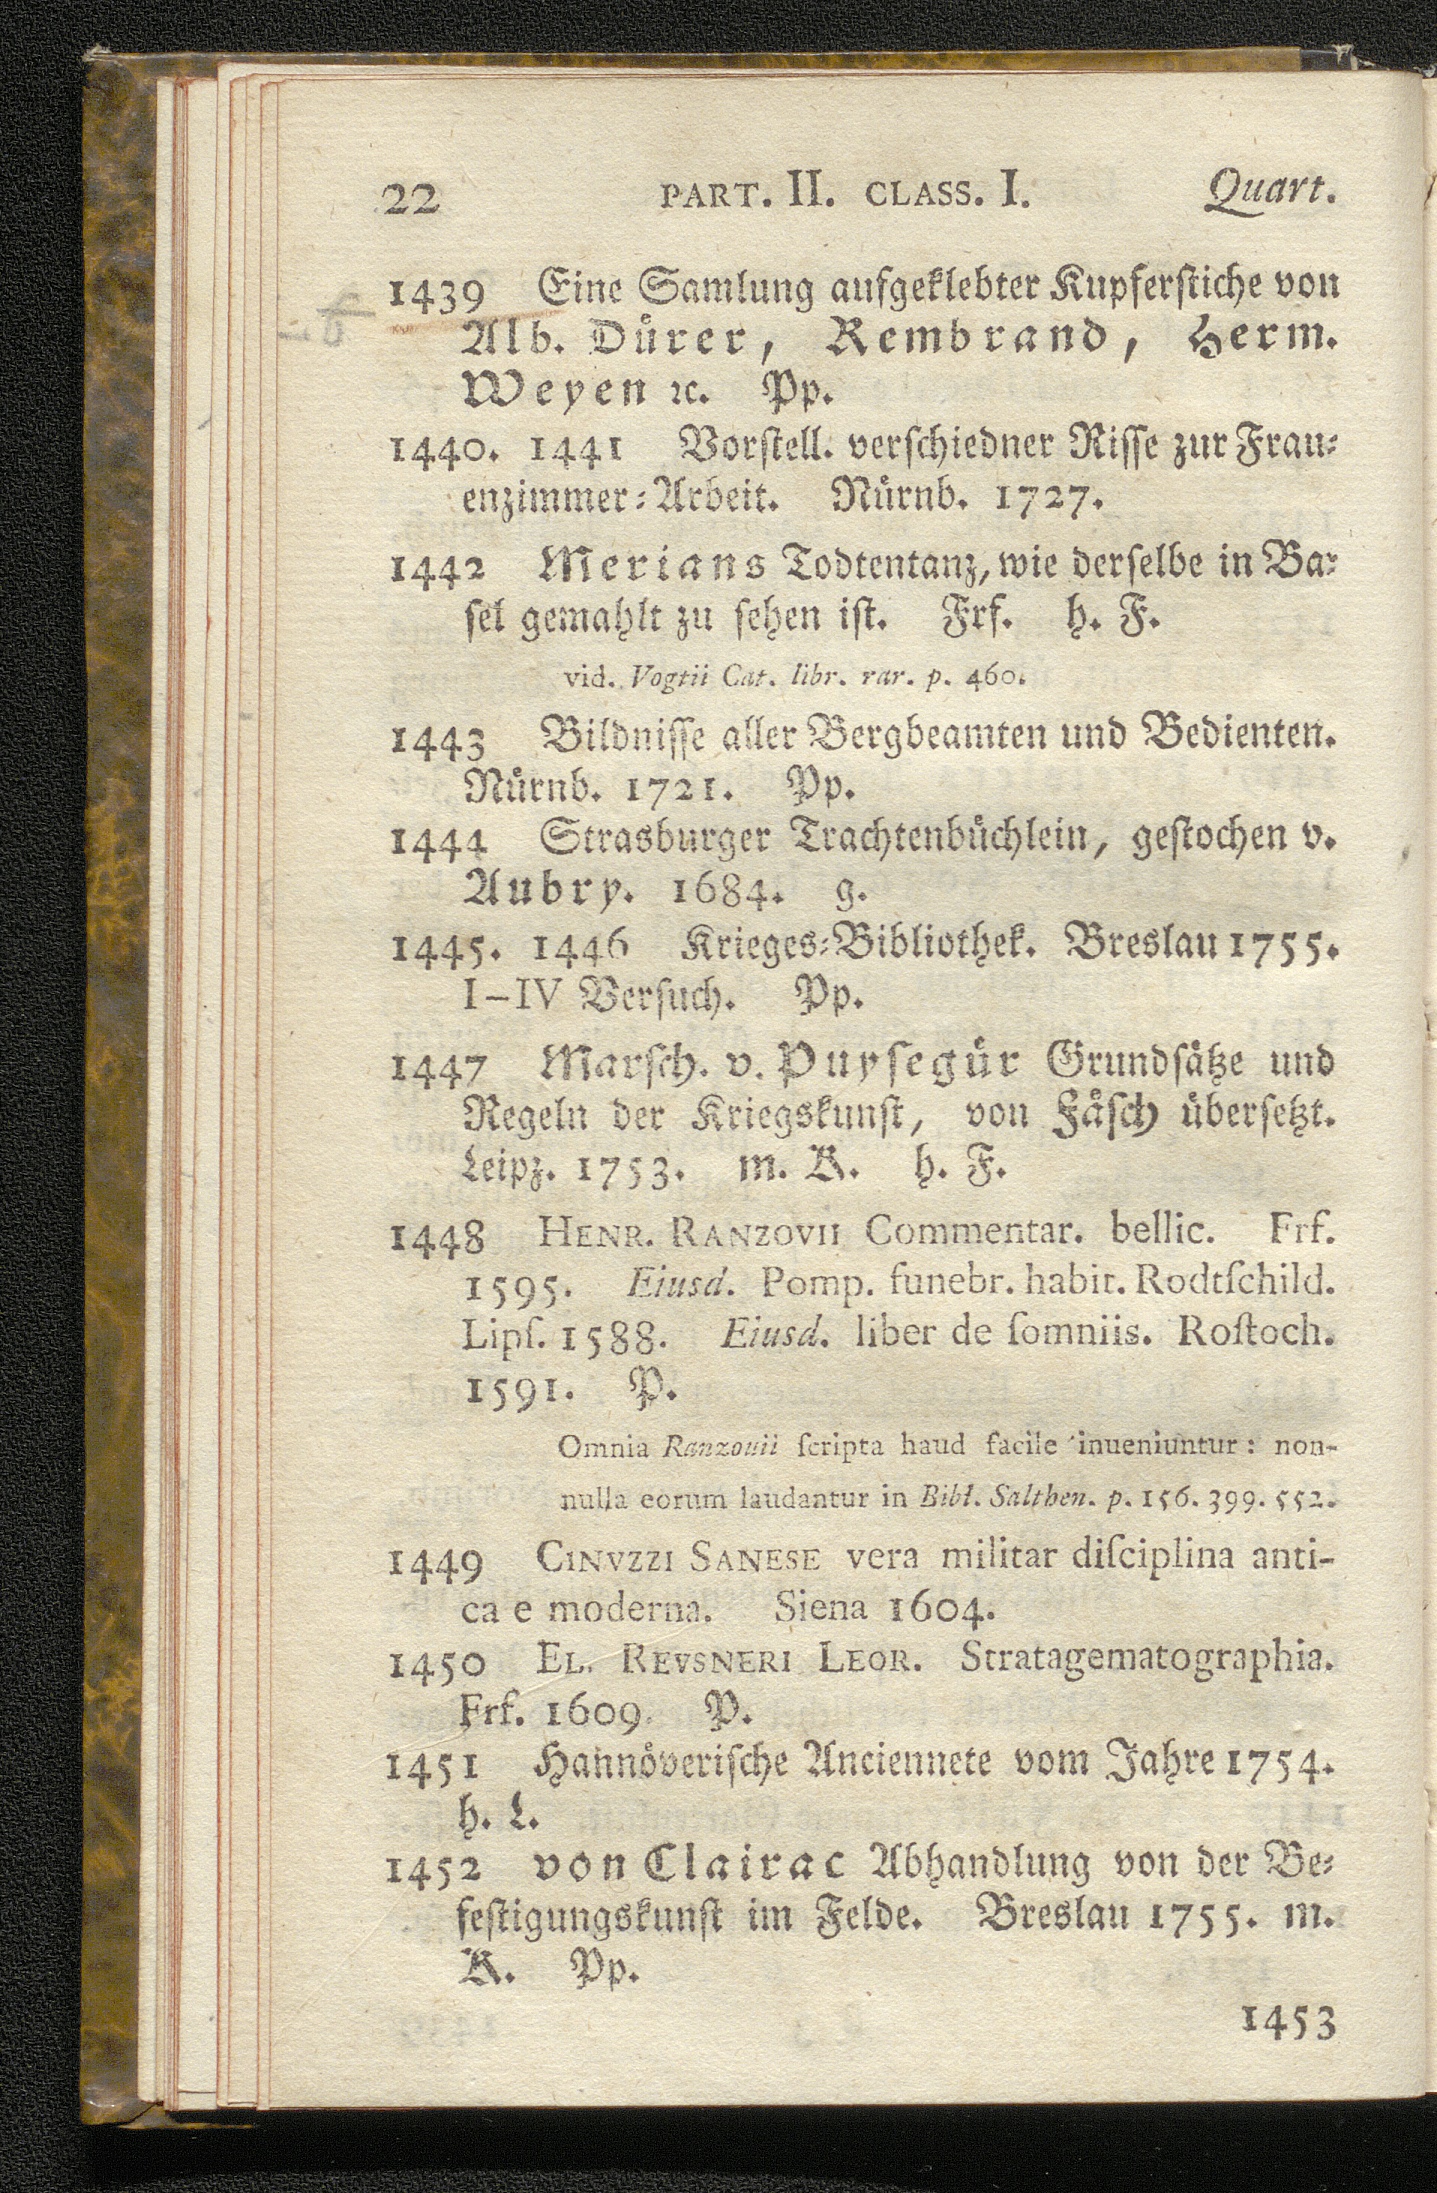 22 PART. II. CLASS. I. Quart.
1439 Eine Samlung aufgeklebter Kupferſtiche von
Alb. Dürer, Rembrand, Herm.
Weyen ꝛc. Pp.
1440. 1441 Vorſtell. verſchiedner Riſſe zur Frau⸗
enzimmer⸗Arbeit. Nürnb. 1727.
1442 Merians Todtentanz, wie derſelbe in Ba⸗
ſel gemahlt zu ſehen iſt. Frf. h. F.
vid. Vogtii Cat. libr. rar. p. 460.
1443 Bildniſſe aller Bergbeamten und Bedienten.
Nürnb. 1721. Pp.
1444 Strasburger Trachtenbüchlein, geſtochen v.
Aubry. 1684. g.
1445. 1446 Krieges⸗Bibliothek. Breslau 1755.
I–IV Verſuch. Pp.
1447 Marſch. v. Puyſegür Grundſätze und
Regeln der Kriegskunſt, von Fäſch überſetzt.
Leipz. 1753. m. K. h. F.
1448 HENR. RANZOVII Commentar. bellic. Frf.
1595. Eiusd. Pomp. funebr. habit. Rodtſchild.
Lipſ. 1588. Eiusd. liber de ſomniis. Roſtoch.
1591. P.
Omnia Ranzouii ſcripta haud facile inueniuntur: non-
nulla eorum laudantur in Bibl. Salthen. p. 156. 399. 552.
1449 CINVZZI SANESE vera militar diſciplina anti-
ca e moderna. Siena 1604.
1450 EL. REVSNERI LEOR. Stratagematographia.
Frf. 1609. P.
1451 Hannöveriſche Anciennete vom Jahre 1754.
h. L.
1452 von Clairac Abhandlung von der Be⸗
feſtigungskunſt im Felde. Breslau 1755. m.
K. Pp.
1453